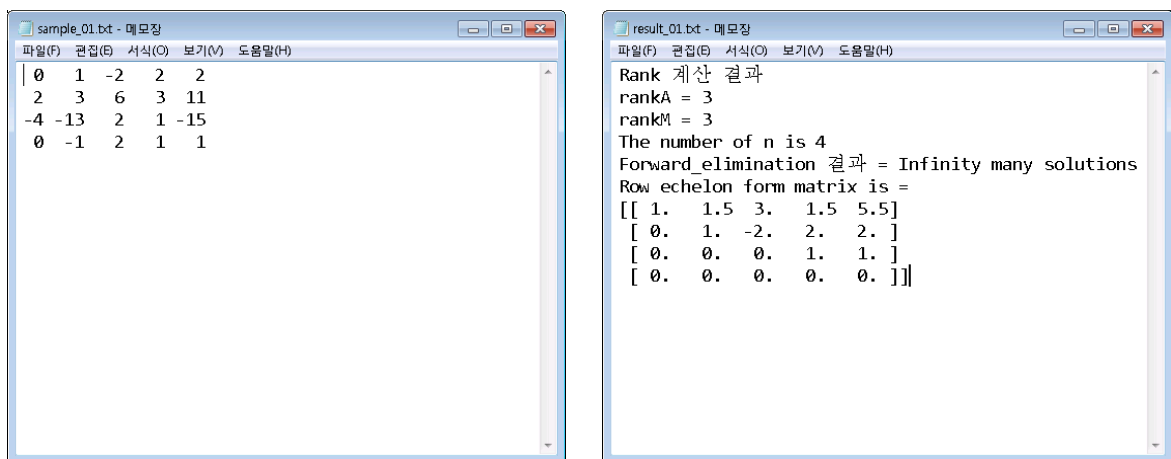 sample_01.txt - 메모장
파일(F) 편집(E) 서식(O) 보기(V) 도움말(H)
0 1 -2 2 2
2 3 6 3 11
-4 -13 2 1 -15
0 -1 2 1 1
result_01.txt - 메모장
파일(F) 편집(E) 서식(O) 보기(V) 도움말(H)
Rank 계산 결과
rankA = 3
rankM = 3
The number of n is 4
Forward_elimination 결과 = Infinity many solutions
Row echelon form matrix is =
[[ 1. 1.5 3. 1.5 5.5]
[ 0. 1. -2. 2. 2. ]
[ 0. 0. 0. 1. 1. ]
[ 0. 0. 0. 0. 0. ]]